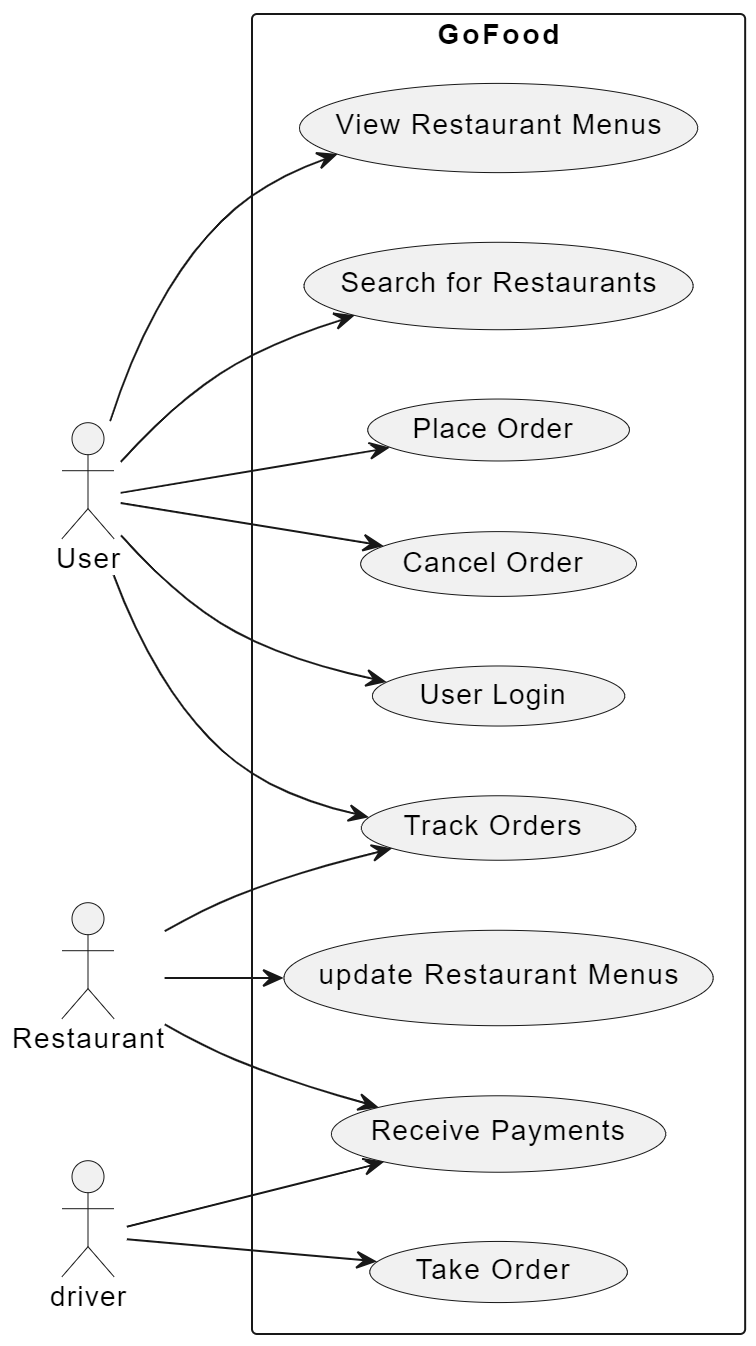 GoFood
View Restaurant Menus
Search for Restaurants
Place Order
Cancel Order
User
User Login
Track Orders
update Restaurant Menus
Restaurant
Receive Payments
Take Order
driver